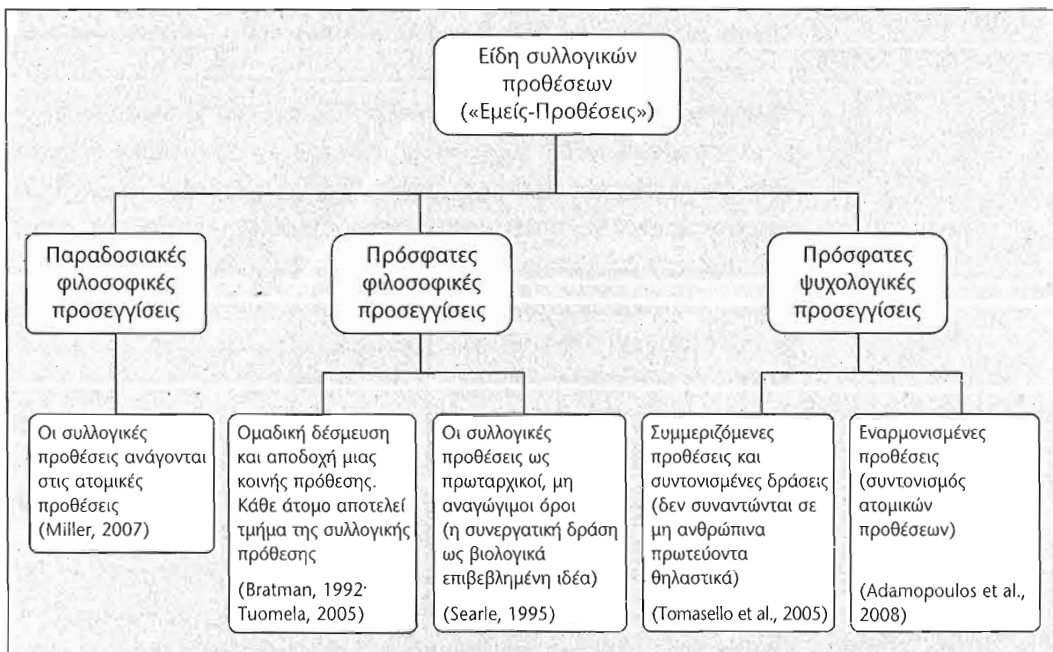 Είδη συλλογικών
προθέσεων
(«Εμείς-Προθέσεις»)
Παραδοσιακές
φιλοσοφικές
προσεγγίσεις
Πρόσφατες
φιλοσοφικές
προσεγγίσεις
Πρόσφατες
ψυχολογικές
προσεγγίσεις
Οι συλλογικές
προθέσεις ανάγονται
στις ατομικές
προθέσεις
(Miller, 2007)
Ομαδική δέσμευση
και αποδοχή μιας
κοινής πρόθεσης.
Κάθε άτομο αποτελεί
τμήμα της συλλογικής
πρόθεσης
(Bratman, 1992·
Tuomela, 2005)
Οι συλλογικές
προθέσεις ως
πρωταρχικοί, μη
αναγώγιμοι όροι
(η συνεργατική δράση
ως βιολογικά
επιβεβλημένη ιδέα)
(Searle, 1995)
Συμμεριζόμενες
προθέσεις και
συντονισμένες δράσεις
(δεν συναντώνται σε
μη ανθρώπινα
πρωτεύοντα
θηλαστικά)
(Tomasello et al., 2005)
Εναρμονισμένες
προθέσεις
(συντονισμός
ατομικών
προθέσεων)
(Adamopoulos et al.,
2008)